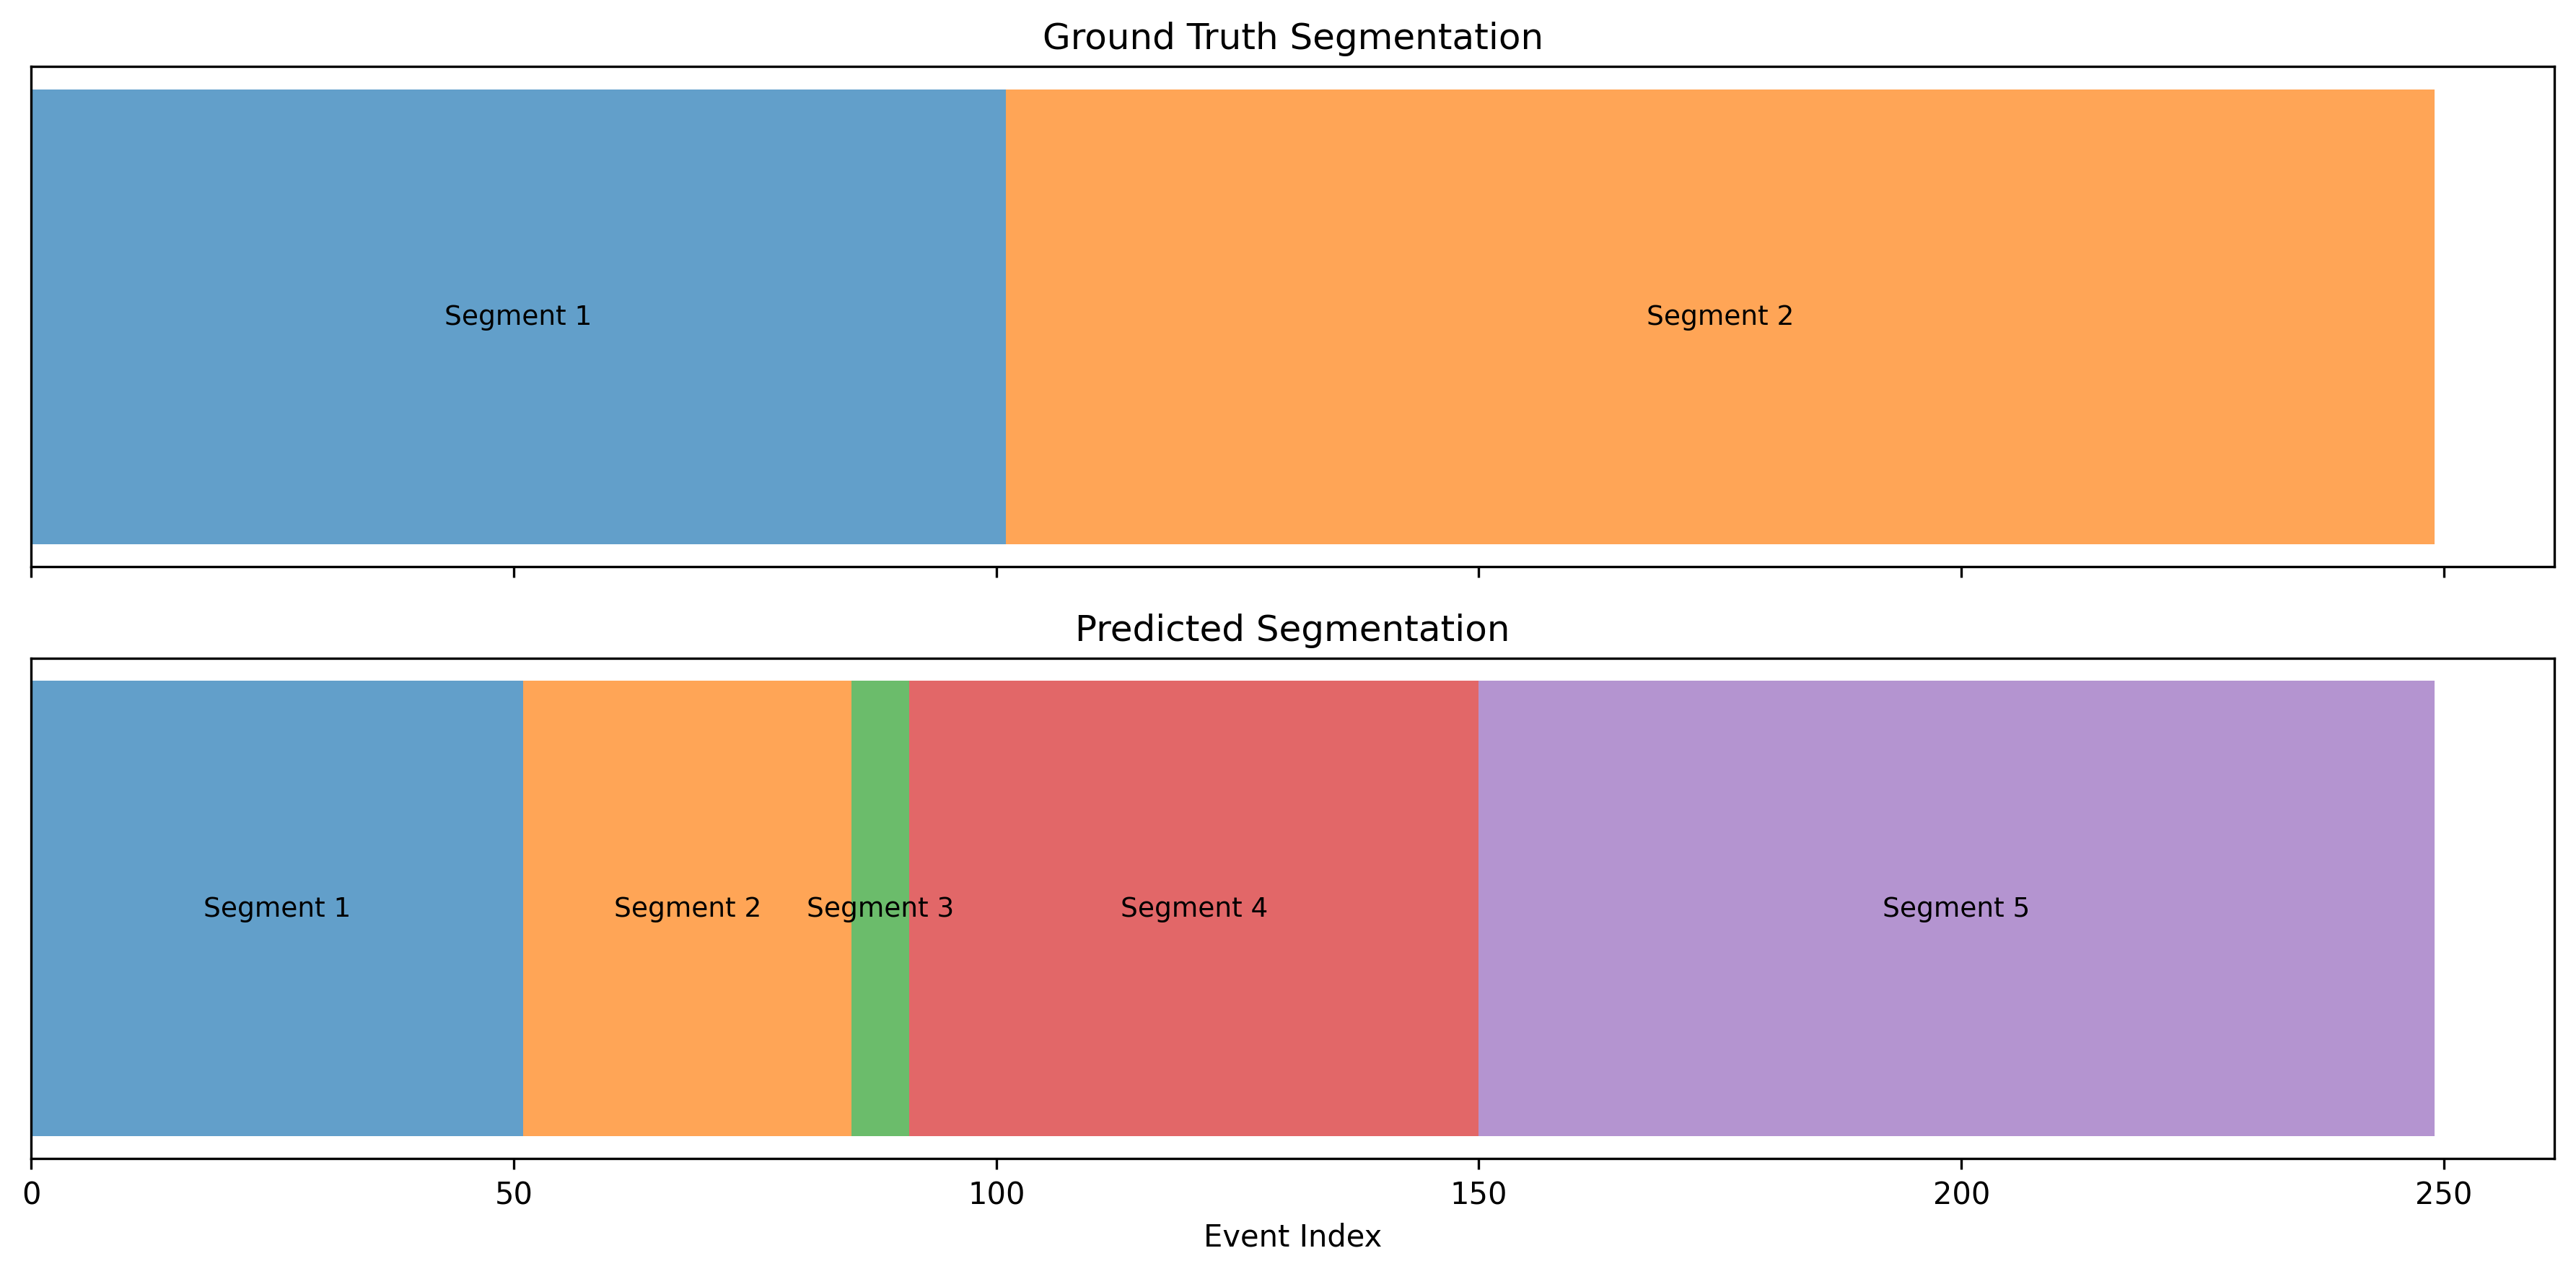 Ground Truth Segmentation
Segment 1 Segment 2
Predicted Segmentation
Segment 1 Segment 2 Segment 3 Segment 4 Segment 5
0 50 100 150 200 250
Event Index